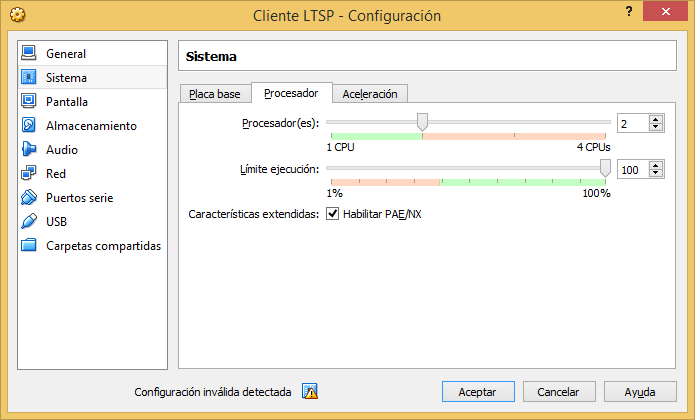 Cliente LTSP - Configuración
?
General
Sistema
Pantalla
Almacenamiento
Audio
Red
Puertos serie
USB
Carpetas compartidas
Sistema
Placa base Procesador Aceleración
Procesador(es): 2
1 CPU 4 CPUs
Límite ejecución: 100
1% 100%
Características extendidas: Habilitar PAE/NX
Configuración inválida detectada
Aceptar Cancelar Ayuda